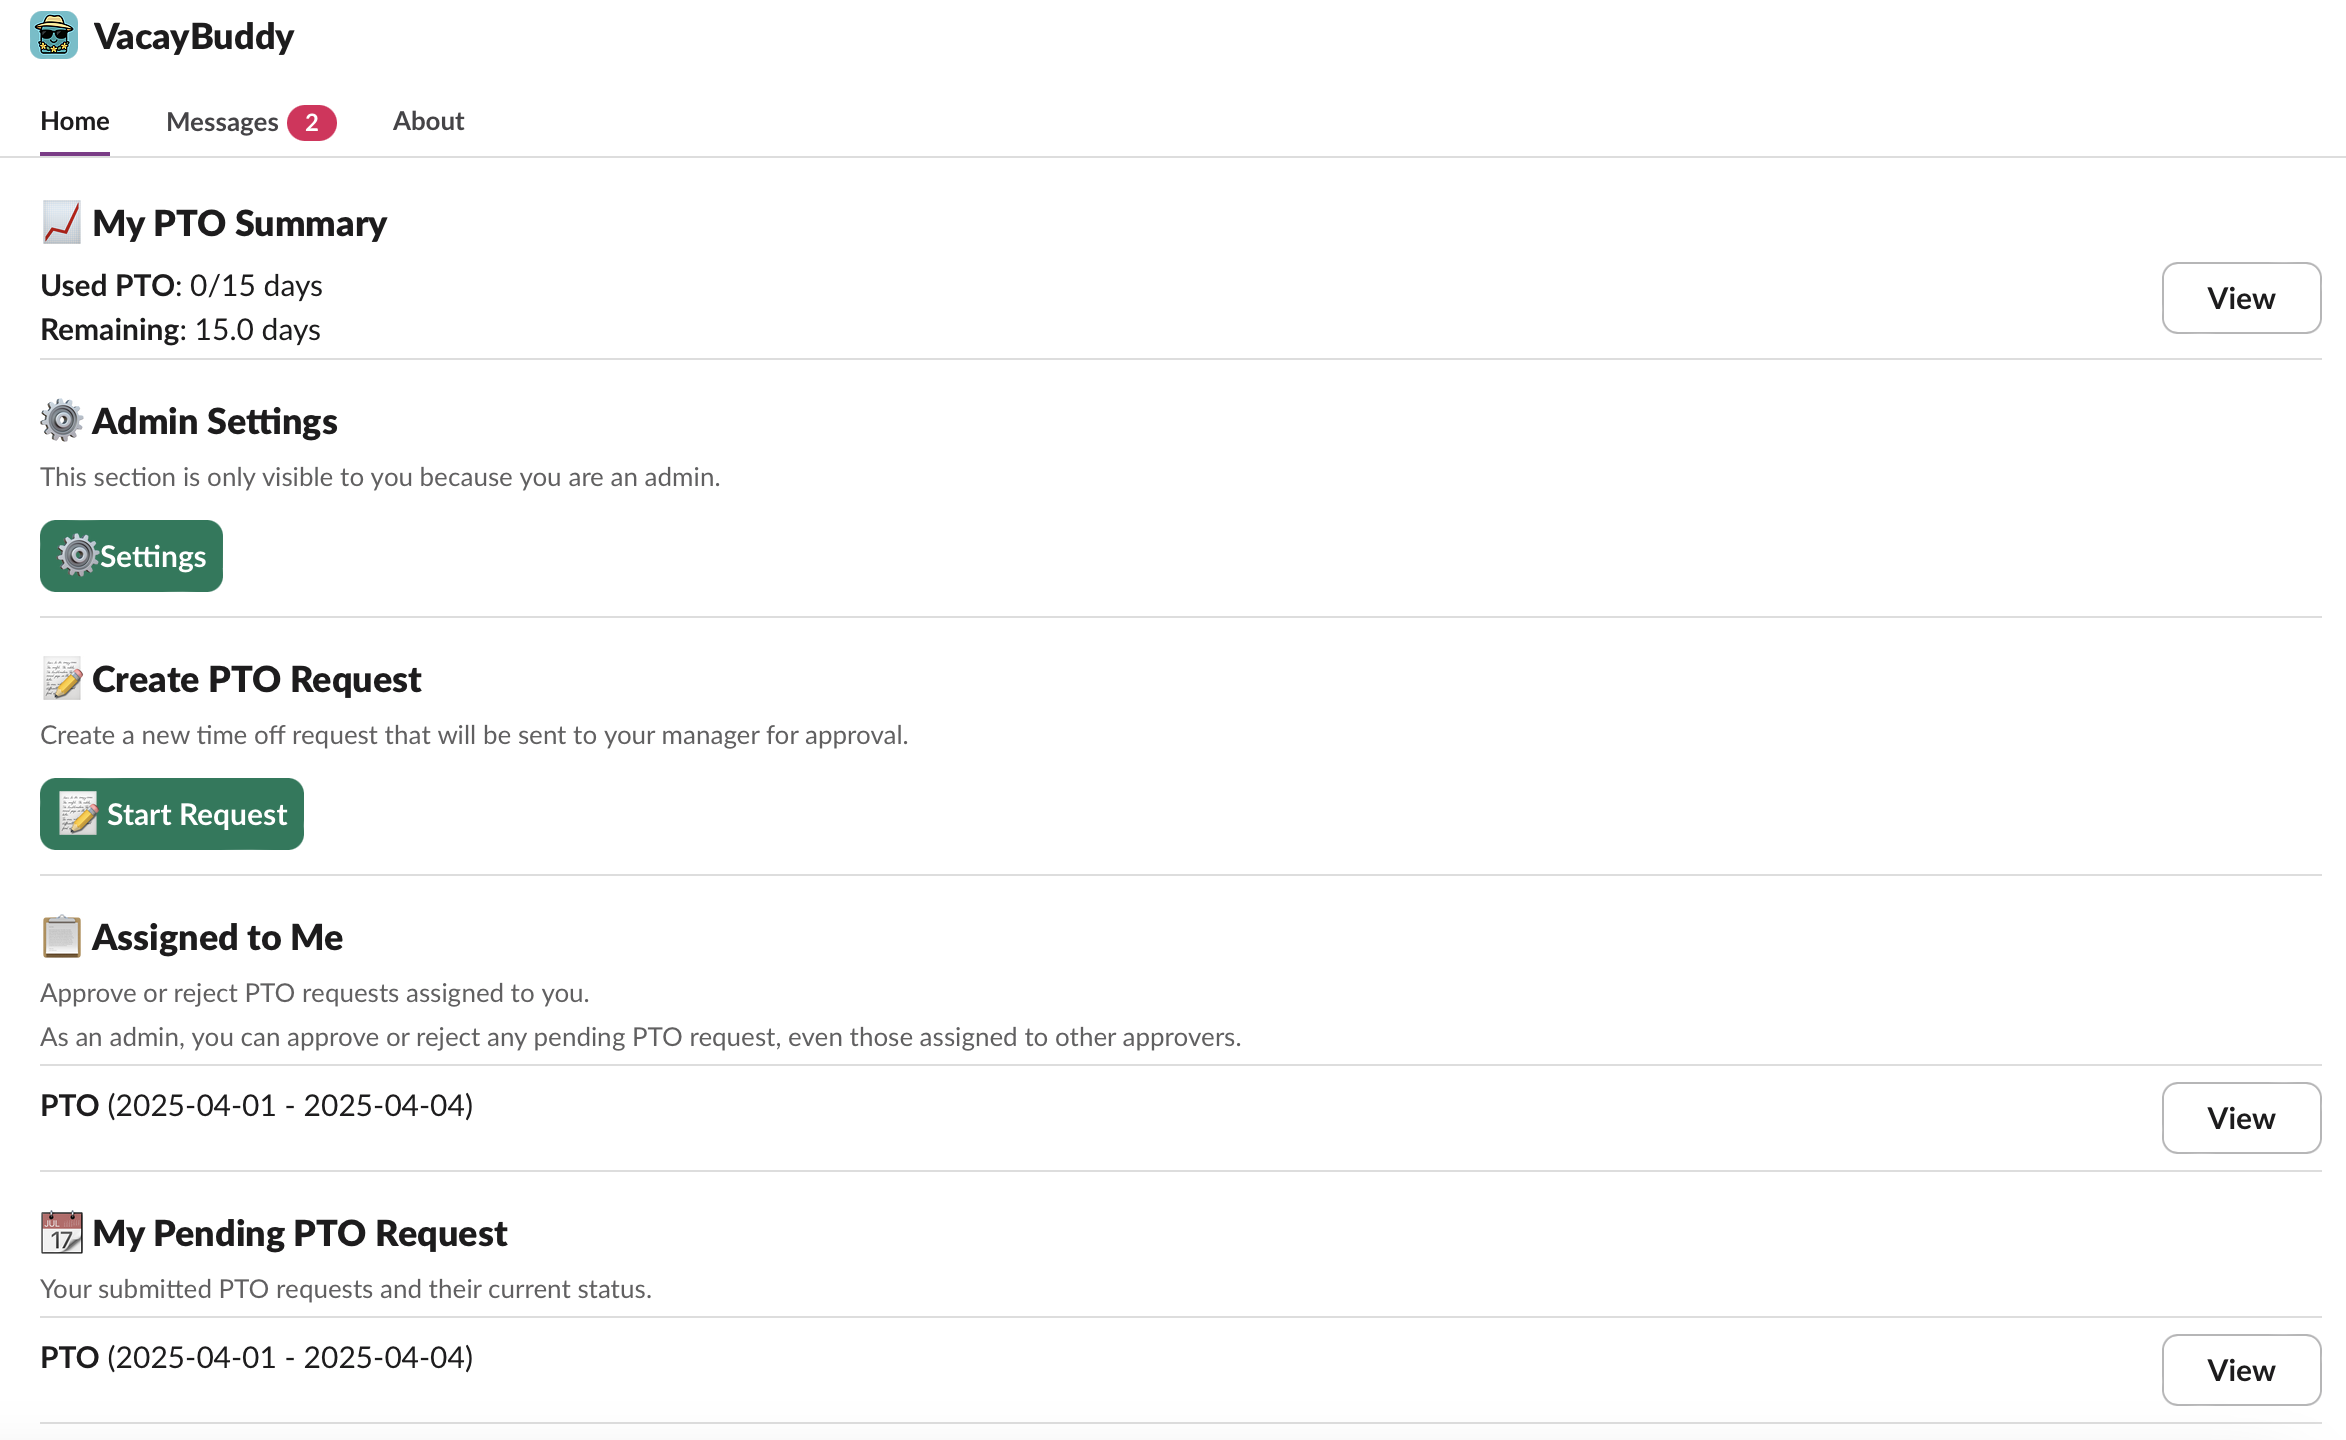 VacayBuddy
Home Messages 2 About
My PTO Summary
Used PTO: 0/15 days
View
Remaining: 15.0 days
Admin Settings
This section is only visible to you because you are an admin.
Settings
Create PTO Request
Create a new time off request that will be sent to your manager for approval.
Start Request
Assigned to Me
Approve or reject PTO requests assigned to you.
As an admin, you can approve or reject any pending PTO request, even those assigned to other approvers.
PTO (2025-04-01 - 2025-04-04)
View
JUL
17
My Pending PTO Request
Your submitted PTO requests and their current status.
PTO (2025-04-01 - 2025-04-04)
View